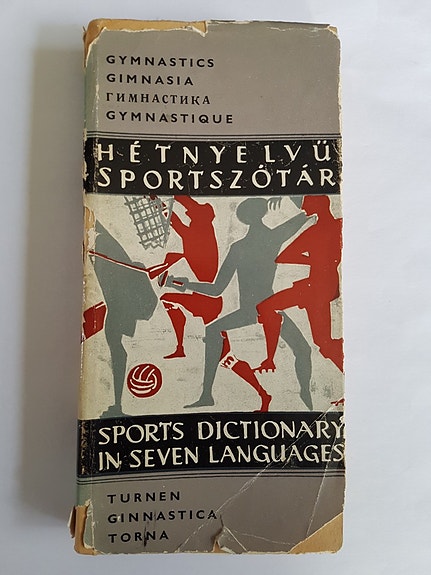 GYMNASTICS
GIMNASIA
ГИМНАСТИКА
GYMNASTIQUE
HÉTNYELVŰ
SPORTSZÓTÁR
SPORTS DICTIONARY
IN SEVEN LANGUAGES
TURNEN
GINNASTICA
TORNA